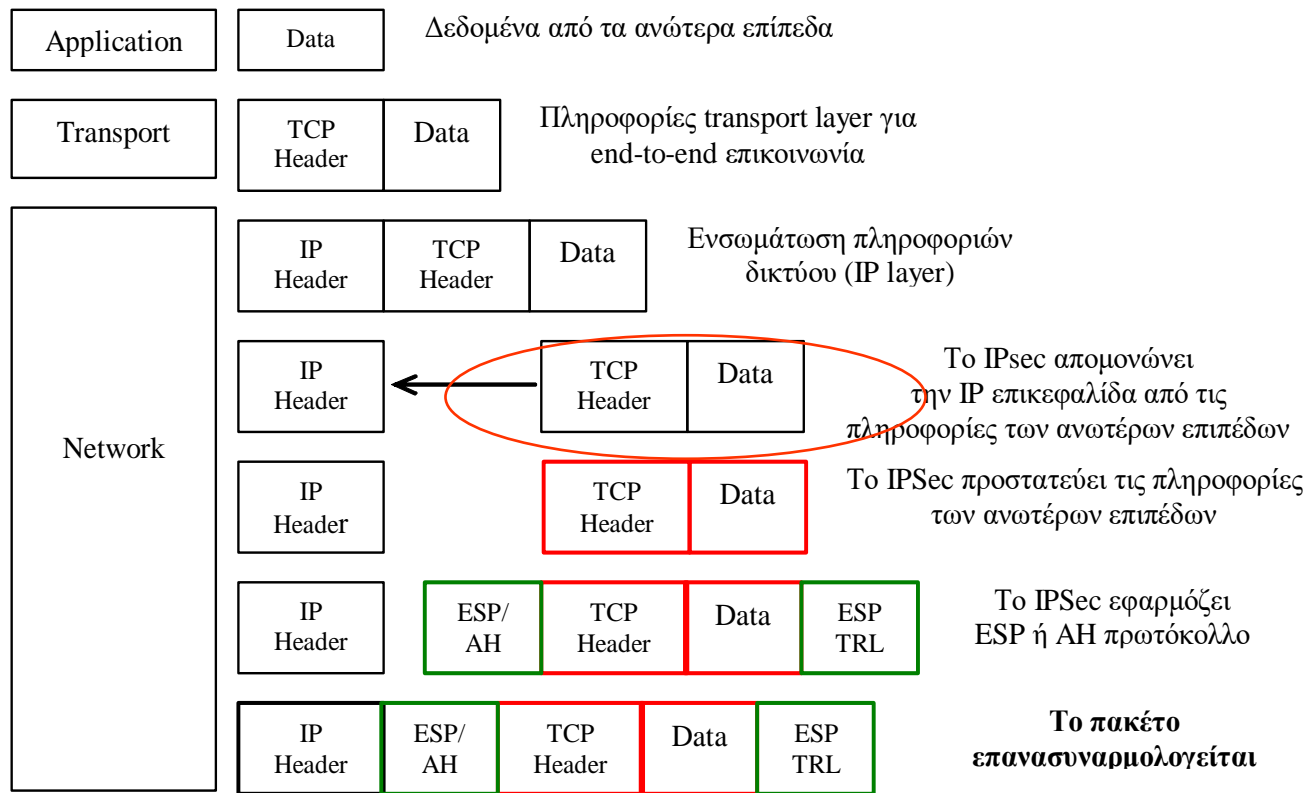 Application
Data
Δεδομένα από τα ανώτερα επίπεδα
Transport
TCP
Header
Data
Πληροφορίες transport layer για
end-to-end επικοινωνία
Network
IP
Header
TCP
Header
Data
Ενσωμάτωση πληροφοριών
δικτύου (IP layer)
IP
Header
TCP
Header
Data
Το IPsec απομονώνει
την IP επικεφαλίδα από τις
πληροφορίες των ανωτέρων επιπέδων
IP
Header
TCP
Header
Data
Το IPSec προστατεύει τις πληροφορίες
των ανωτέρων επιπέδων
IP
Header
ESP/
AH
TCP
Header
Data
ESP
TRL
Το IPSec εφαρμόζει
ESP ή AH πρωτόκολλο
IP
Header
ESP/
AH
TCP
Header
Data
ESP
TRL
Το πακέτο
επανασυναρμολογείται